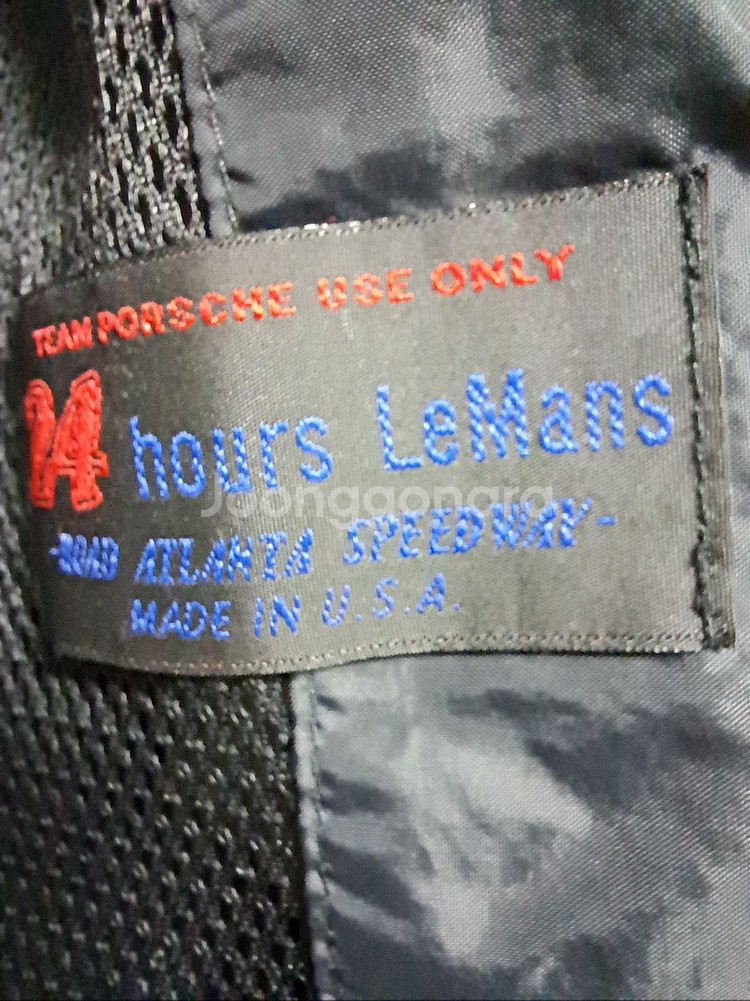 TEAM PORSCHE USE ONLY
24 hours LeMans
Joonggonara
-ROAD ATLANTA SPEEDWAY-
MADE IN U.S.A.